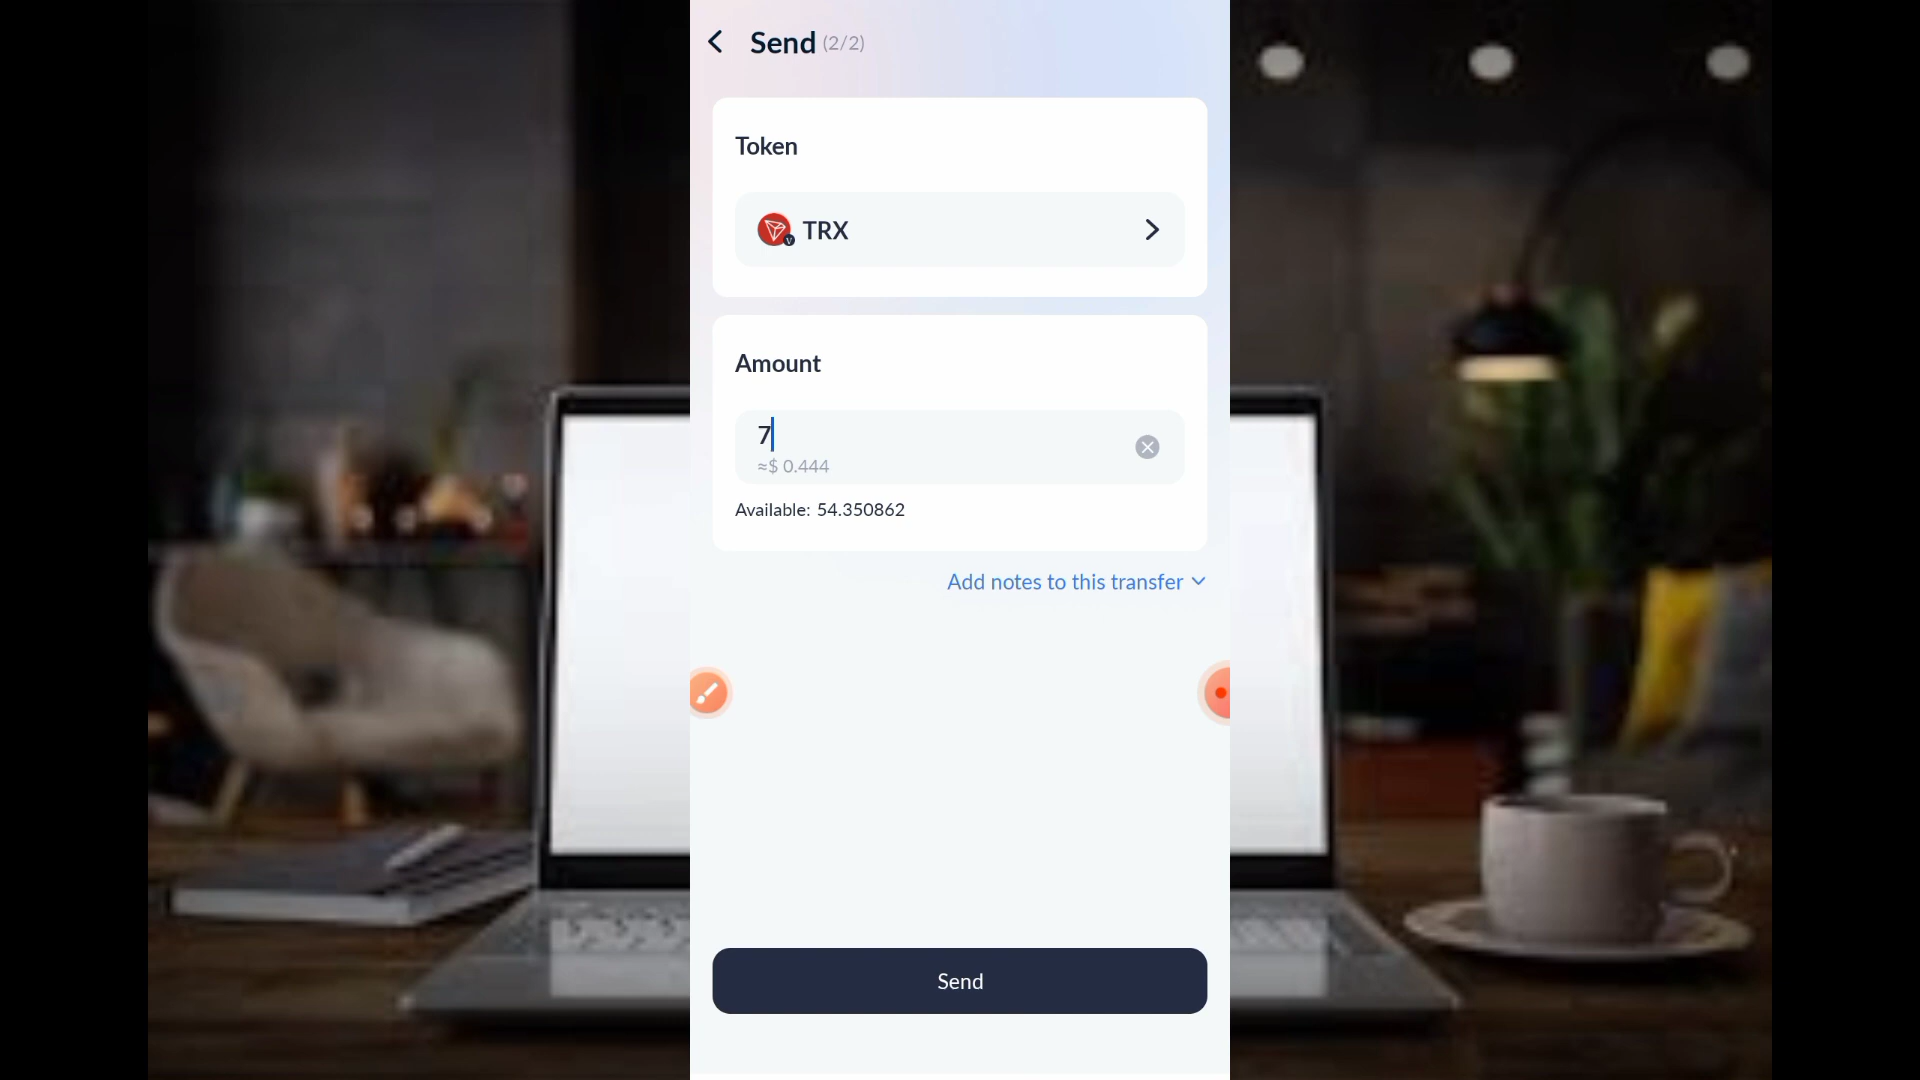 Send (2/2)
Token
TRX
Amount
7
≈$ 0.444
Available: 54.350862
Add notes to this transfer
Send